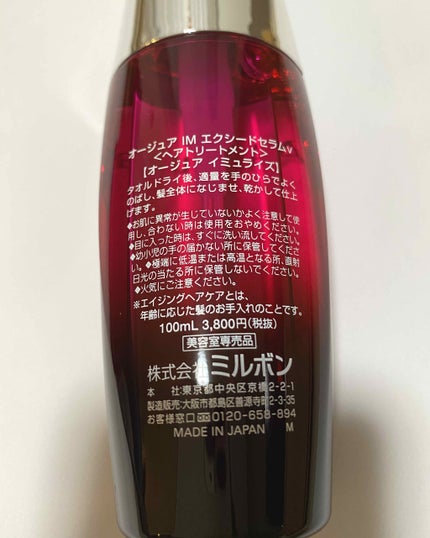 オージュア IM エクシードセラムV
<ヘアトリートメント>
【オージュア イミュライズ】
タオルドライ後、適量を手のひらでよく
のばし、髪全体になじませ、乾かして仕上
げます。
◆お肌に異常が生じていないかよく注意して使
用し、合わない時は使用をおやめください。
◆目に入った時は、すぐに洗い流してください。
◆幼小児の手の届かない所に保管してくださ
い。◆極端に低温または高温となる所、直射
日光の当たる所に保管しないでください。
◆火気にご注意ください。
※エイジングヘアケアとは、
年齢に応じた髪のお手入れのことです。
100mL 3,800円(税抜)
美容室専売品
株式会社ミルボン
本 社:東京都中央区京橋2-2-1
製造販売:大阪市都島区善源寺町2-3-35
お客様窓口 0120-658-894
MADE IN JAPAN M